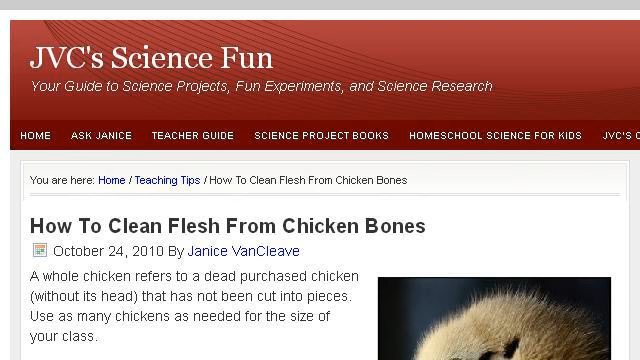 JVC's Science Fun
Your Guide to Science Projects, Fun Experiments, and Science Research
HOME ASK JANICE TEACHER GUIDE SCIENCE PROJECT BOOKS HOMESCHOOL SCIENCE FOR KIDS JVC'S
You are here: Home / Teaching Tips / How To Clean Flesh From Chicken Bones
How To Clean Flesh From Chicken Bones
October 24, 2010 By Janice VanCleave
A whole chicken refers to a dead purchased chicken
(without its head) that has not been cut into pieces.
Use as many chickens as needed for the size of
your class.